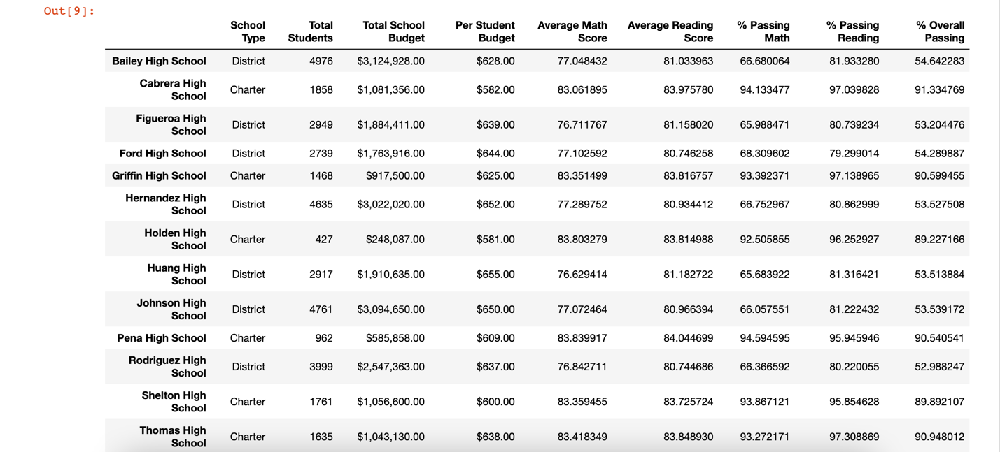 Out[9]:
School Type Total Students Total School Budget Per Student Budget Average Math Score Average Reading Score % Passing Math % Passing Reading % Overall Passing
Bailey High School District 4976 $3,124,928.00 $628.00 77.048432 81.033963 66.680064 81.933280 54.642283
Cabrera High School Charter 1858 $1,081,356.00 $582.00 83.061895 83.975780 94.133477 97.039828 91.334769
Figueroa High School District 2949 $1,884,411.00 $639.00 76.711767 81.158020 65.988471 80.739234 53.204476
Ford High School District 2739 $1,763,916.00 $644.00 77.102592 80.746258 68.309602 79.299014 54.289887
Griffin High School Charter 1468 $917,500.00 $625.00 83.351499 83.816757 93.392371 97.138965 90.599455
Hernandez High School District 4635 $3,022,020.00 $652.00 77.289752 80.934412 66.752967 80.862999 53.527508
Holden High School Charter 427 $248,087.00 $581.00 83.803279 83.814988 92.505855 96.252927 89.227166
Huang High School District 2917 $1,910,635.00 $655.00 76.629414 81.182722 65.683922 81.316421 53.513884
Johnson High School District 4761 $3,094,650.00 $650.00 77.072464 80.966394 66.057551 81.222432 53.539172
Pena High School Charter 962 $585,858.00 $609.00 83.839917 84.044699 94.594595 95.945946 90.540541
Rodriguez High School District 3999 $2,547,363.00 $637.00 76.842711 80.744686 66.366592 80.220055 52.988247
Shelton High School Charter 1761 $1,056,600.00 $600.00 83.359455 83.725724 93.867121 95.854628 89.892107
Thomas High School Charter 1635 $1,043,130.00 $638.00 83.418349 83.848930 93.272171 97.308869 90.948012